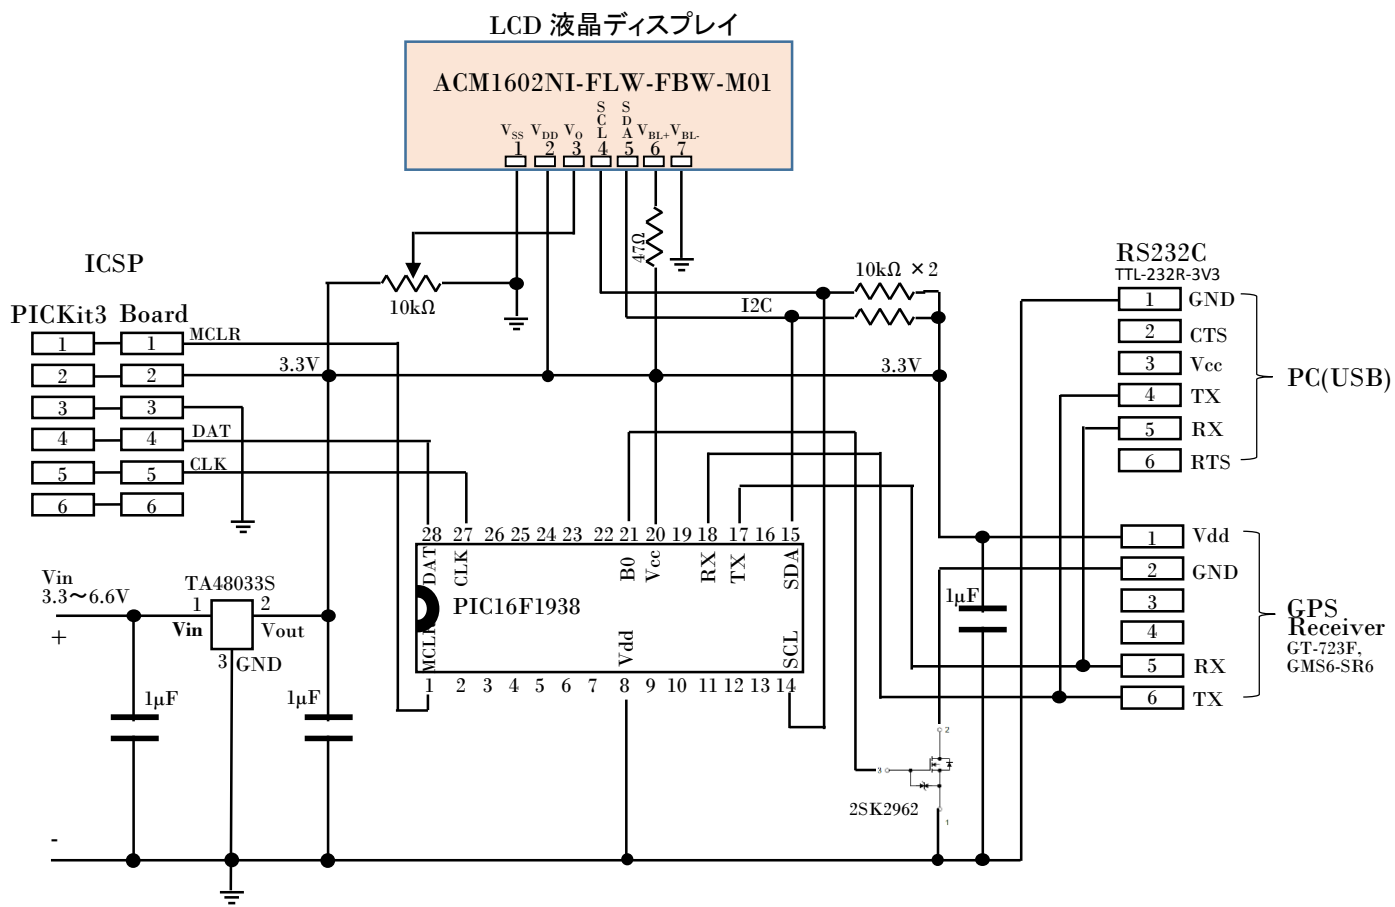 LCD 液晶ディスプレイ
ACM1602NI-FLW-FBW-M01
VSS VDD VO SCL SDA VBL+ VBL-
1 2 3 4 5 6 7
47Ω
10kΩ
10kΩ ×2
I2C
ICSP
PICKit3 Board
1 1 MCLR
2 2
3 3
4 4 DAT
5 5 CLK
6 6
3.3V
3.3V
RS232C
TTL-232R-3V3
1 GND
2 CTS
3 Vcc
4 TX
5 RX
6 RTS
PC(USB)
28 27 26 25 24 23 22 21 20 19 18 17 16 15
DAT CLK B0 Vcc RX TX SDA
PIC16F1938
MCLR Vdd SCL
1 2 3 4 5 6 7 8 9 10 11 12 13 14
Vin
3.3～6.6V
+
TA48033S
1 2
Vin Vout
3 GND
1μF
1μF
-
1μF
1 Vdd
2 GND
3
4
5 RX
6 TX
GPS
Receiver
GT-723F,
GMS6-SR6
2
3
2SK2962
1